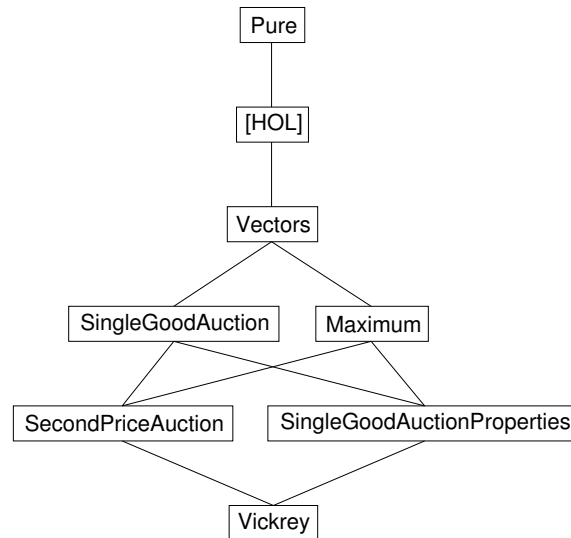 Pure
[HOL]
Vectors
SingleGoodAuction
Maximum
SecondPriceAuction
SingleGoodAuctionProperties
Vickrey